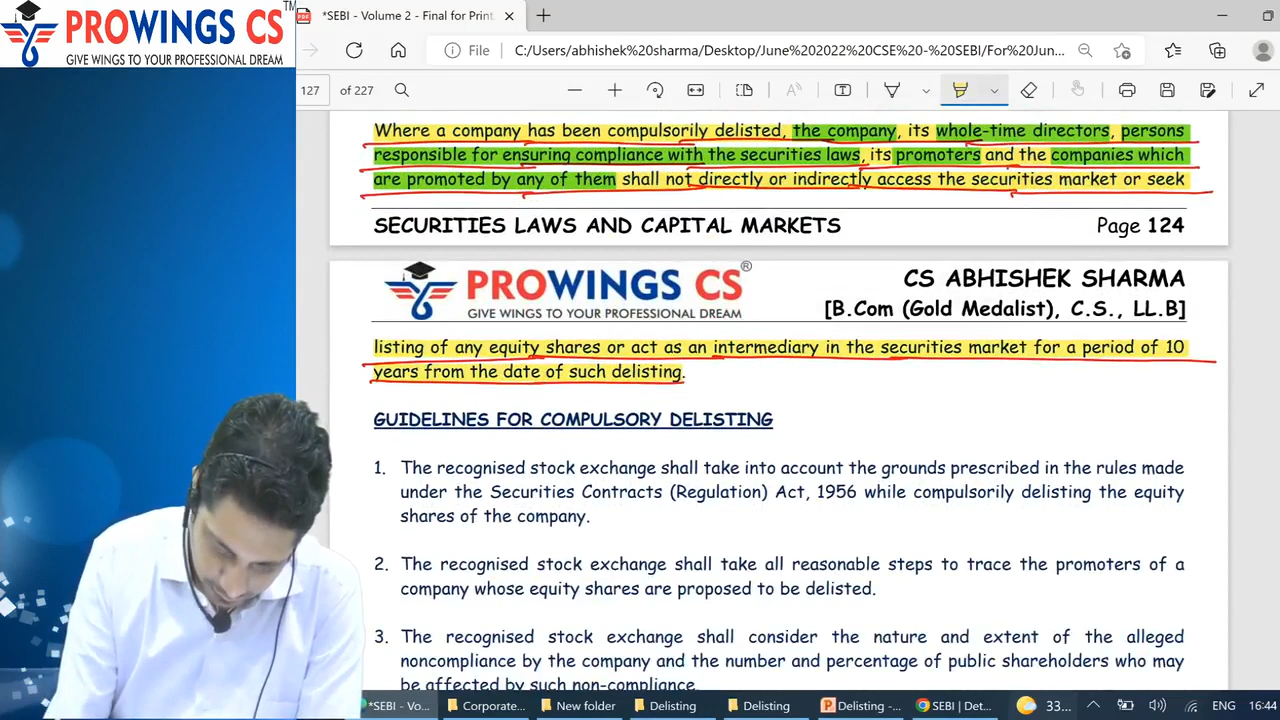 PROWINGS CS TM
GIVE WINGS TO YOUR PROFESSIONAL DREAM
*SEBI - Volume 2 - Final for Print.
File C:/Users/abhishek%20sharma/Desktop/June%202022%20CSE%20-%20SEBI/For%20Jun...
127 of 227
Where a company has been compulsorily delisted, the company, its whole-time directors, persons
responsible for ensuring compliance with the securities laws, its promoters and the companies which
are promoted by any of them shall not directly or indirectly access the securities market or seek
SECURITIES LAWS AND CAPITAL MARKETS Page 124
PROWINGS CS ®
GIVE WINGS TO YOUR PROFESSIONAL DREAM
CS ABHISHEK SHARMA
[B.Com (Gold Medalist), C.S., LL.B]
listing of any equity shares or act as an intermediary in the securities market for a period of 10
years from the date of such delisting.
GUIDELINES FOR COMPULSORY DELISTING
1. The recognised stock exchange shall take into account the grounds prescribed in the rules made
under the Securities Contracts (Regulation) Act, 1956 while compulsorily delisting the equity
shares of the company.
2. The recognised stock exchange shall take all reasonable steps to trace the promoters of a
company whose equity shares are proposed to be delisted.
3. The recognised stock exchange shall consider the nature and extent of the alleged
noncompliance by the company and the number and percentage of public shareholders who may
be affected by such non-compliance.
*SEBI - Vo... Corporate... New folder Delisting Delisting Delisting -... SEBI | Det... 33... ENG 16:44